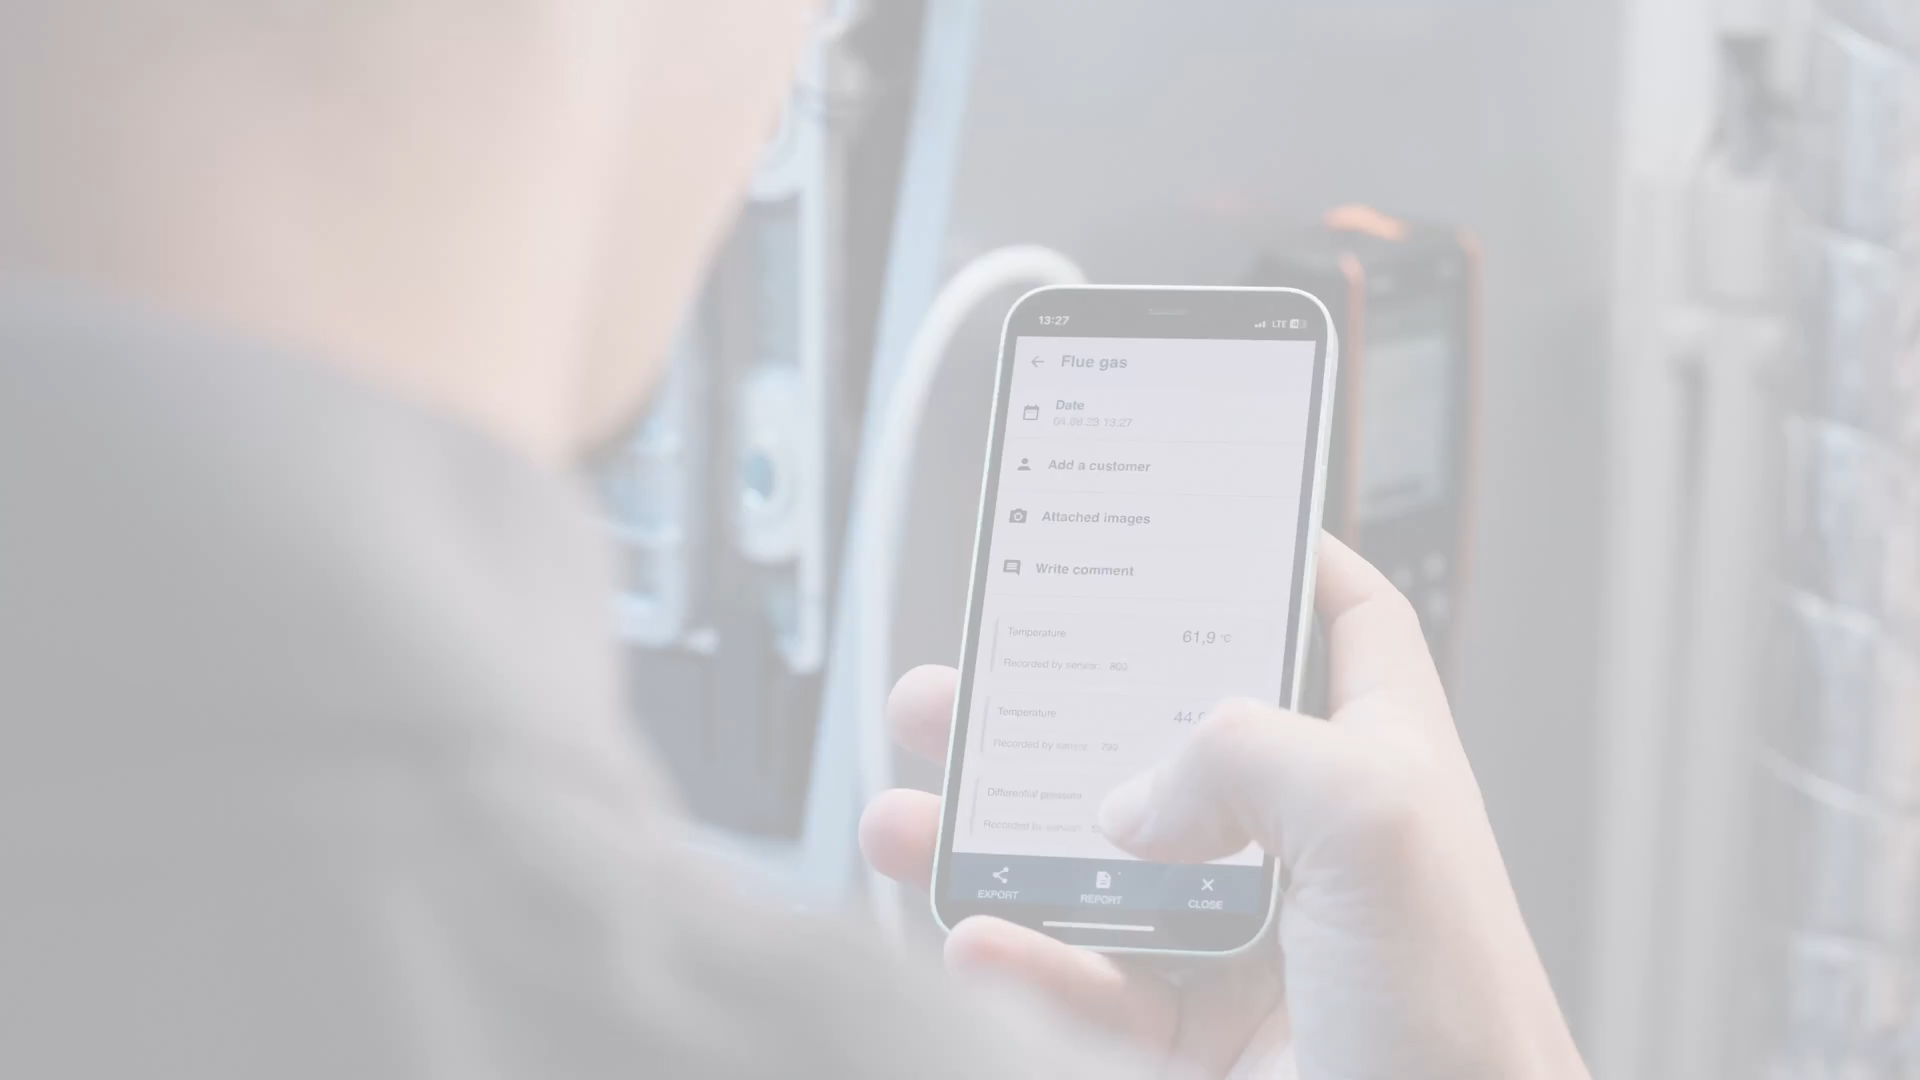 13:27
LTE
Flue gas
Date
04.08.23 13:27
Add a customer
Attached images
Write comment
Temperature
61,9 °C
Recorded by sensor:
Temperature
44,
Recorded by sensor:
Differential pressure
Recorded by sensor:
EXPORT
REPORT
CLOSE